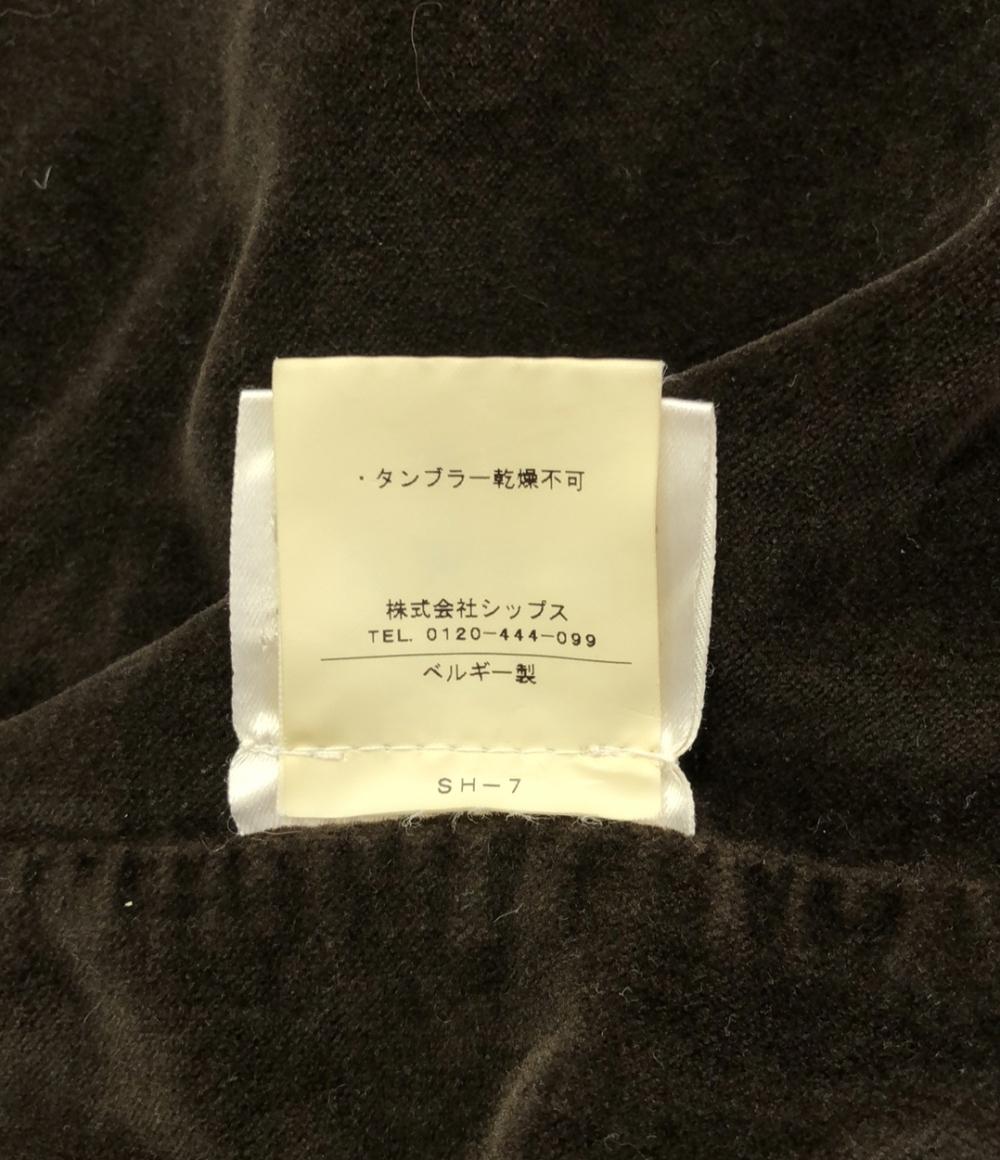 ・タンブラー乾燥不可
株式会社シップス
TEL. 0120-444-099
ベルギー製
SH-7